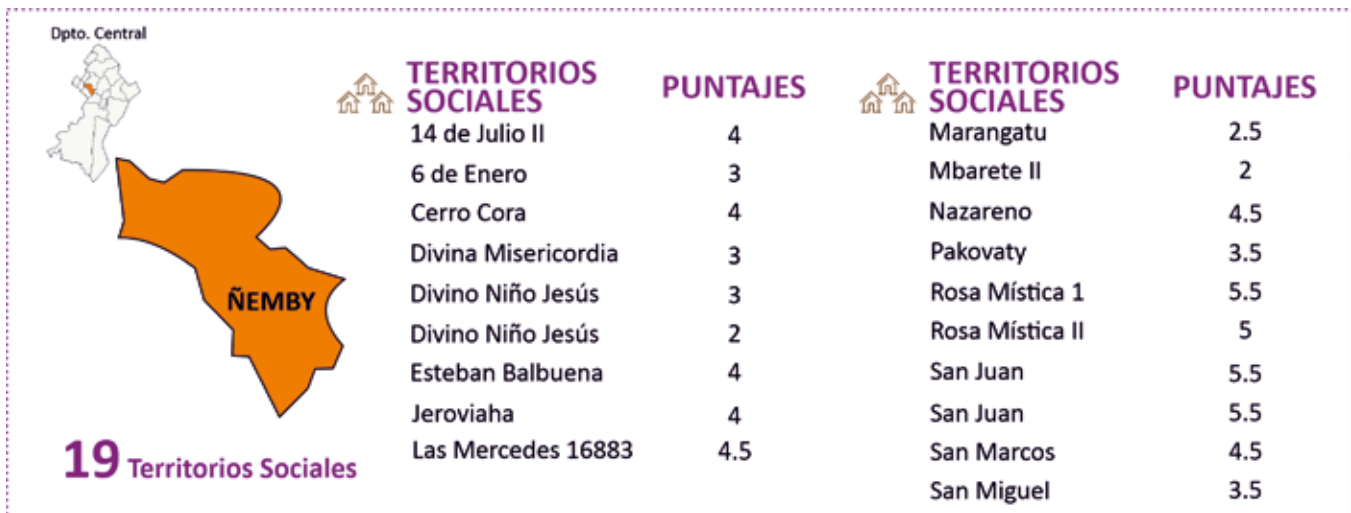 Dpto. Central
ÑEMBY
19 Territorios Sociales
TERRITORIOS SOCIALES PUNTAJES
14 de Julio II 4
6 de Enero 3
Cerro Cora 4
Divina Misericordia 3
Divino Niño Jesús 3
Divino Niño Jesús 2
Esteban Balbuena 4
Jeroviaha 4
Las Mercedes 16883 4.5
TERRITORIOS SOCIALES PUNTAJES
Marangatu 2.5
Mbarete II 2
Nazareno 4.5
Pakovaty 3.5
Rosa Mística 1 5.5
Rosa Mística II 5
San Juan 5.5
San Juan 5.5
San Marcos 4.5
San Miguel 3.5